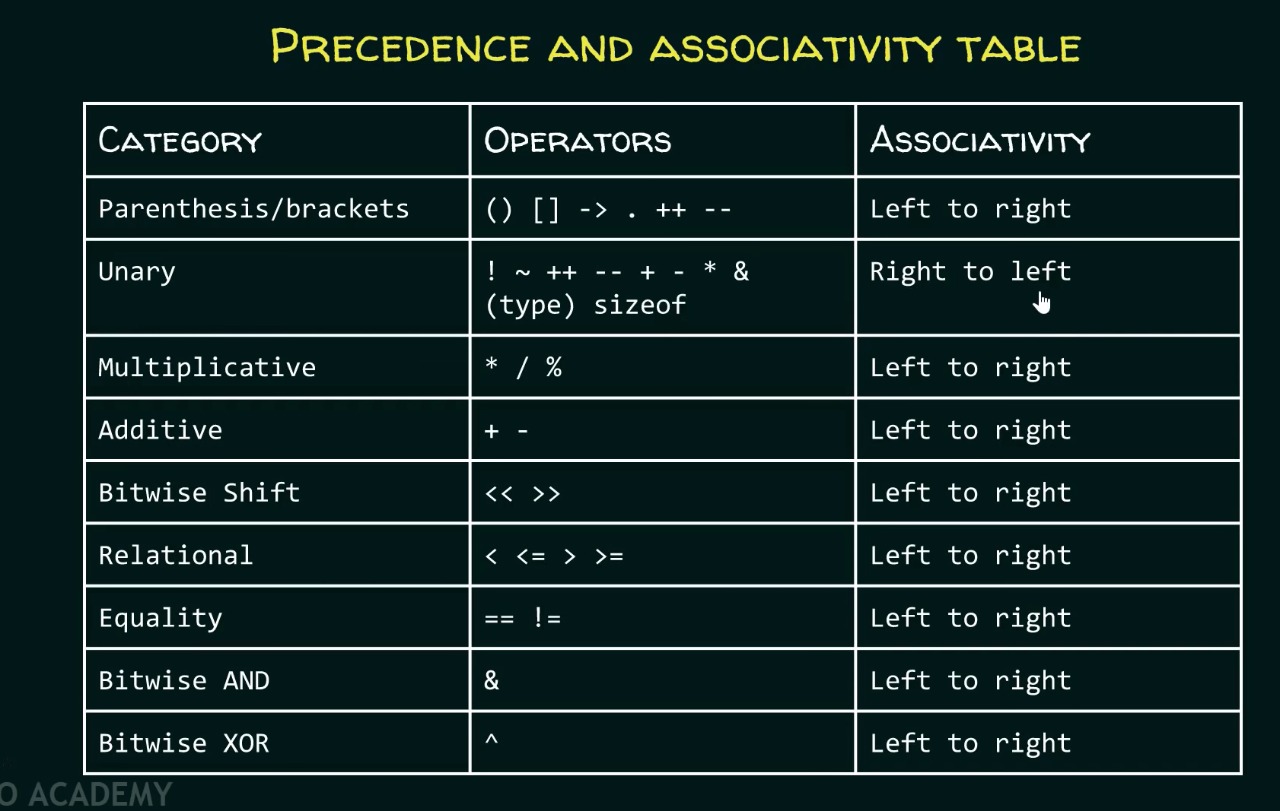 PRECEDENCE AND ASSOCIATIVITY TABLE
CATEGORY OPERATORS ASSOCIATIVITY
Parenthesis/brackets () [] -> . ++ -- Left to right
Unary ! ~ ++ -- + - * & Right to left
(type) sizeof
Multiplicative * / % Left to right
Additive + - Left to right
Bitwise Shift << >> Left to right
Relational < <= > >= Left to right
Equality == != Left to right
Bitwise AND & Left to right
Bitwise XOR ^ Left to right
O ACADEMY